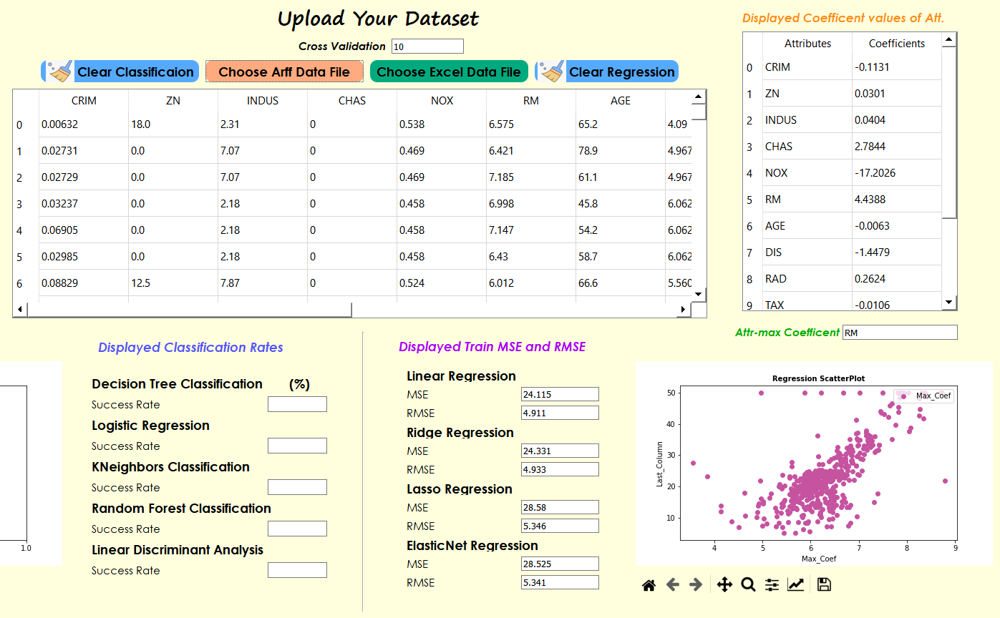 Upload Your Dataset
Cross Validation 10
Clear Classificaion Choose Arff Data File Choose Excel Data File Clear Regression
CRIM ZN INDUS CHAS NOX RM AGE
0 0.00632 18.0 2.31 0 0.538 6.575 65.2 4.09
1 0.02731 0.0 7.07 0 0.469 6.421 78.9 4.967
2 0.02729 0.0 7.07 0 0.469 7.185 61.1 4.967
3 0.03237 0.0 2.18 0 0.458 6.998 45.8 6.062
4 0.06905 0.0 2.18 0 0.458 7.147 54.2 6.062
5 0.02985 0.0 2.18 0 0.458 6.43 58.7 6.062
6 0.08829 12.5 7.87 0 0.524 6.012 66.6 5.560
Displayed Coefficent values of Att.
Attributes Coefficients
0 CRIM -0.1131
1 ZN 0.0301
2 INDUS 0.0404
3 CHAS 2.7844
4 NOX -17.2026
5 RM 4.4388
6 AGE -0.0063
7 DIS -1.4479
8 RAD 0.2624
9 TAX -0.0106
Attr-max Coefficent RM
Displayed Classification Rates
Decision Tree Classification (%)
Success Rate
Logistic Regression
Success Rate
KNeighbors Classification
Success Rate
Random Forest Classification
Success Rate
Linear Discriminant Analysis
Success Rate
1.0
Displayed Train MSE and RMSE
Linear Regression
MSE 24.115
RMSE 4.911
Ridge Regression
MSE 24.331
RMSE 4.933
Lasso Regression
MSE 28.58
RMSE 5.346
ElasticNet Regression
MSE 28.525
RMSE 5.341
Regression ScatterPlot
Max_Coef
50
40
30
20
10
Last_Column
4 5 6 7 8 9
Max_Coef